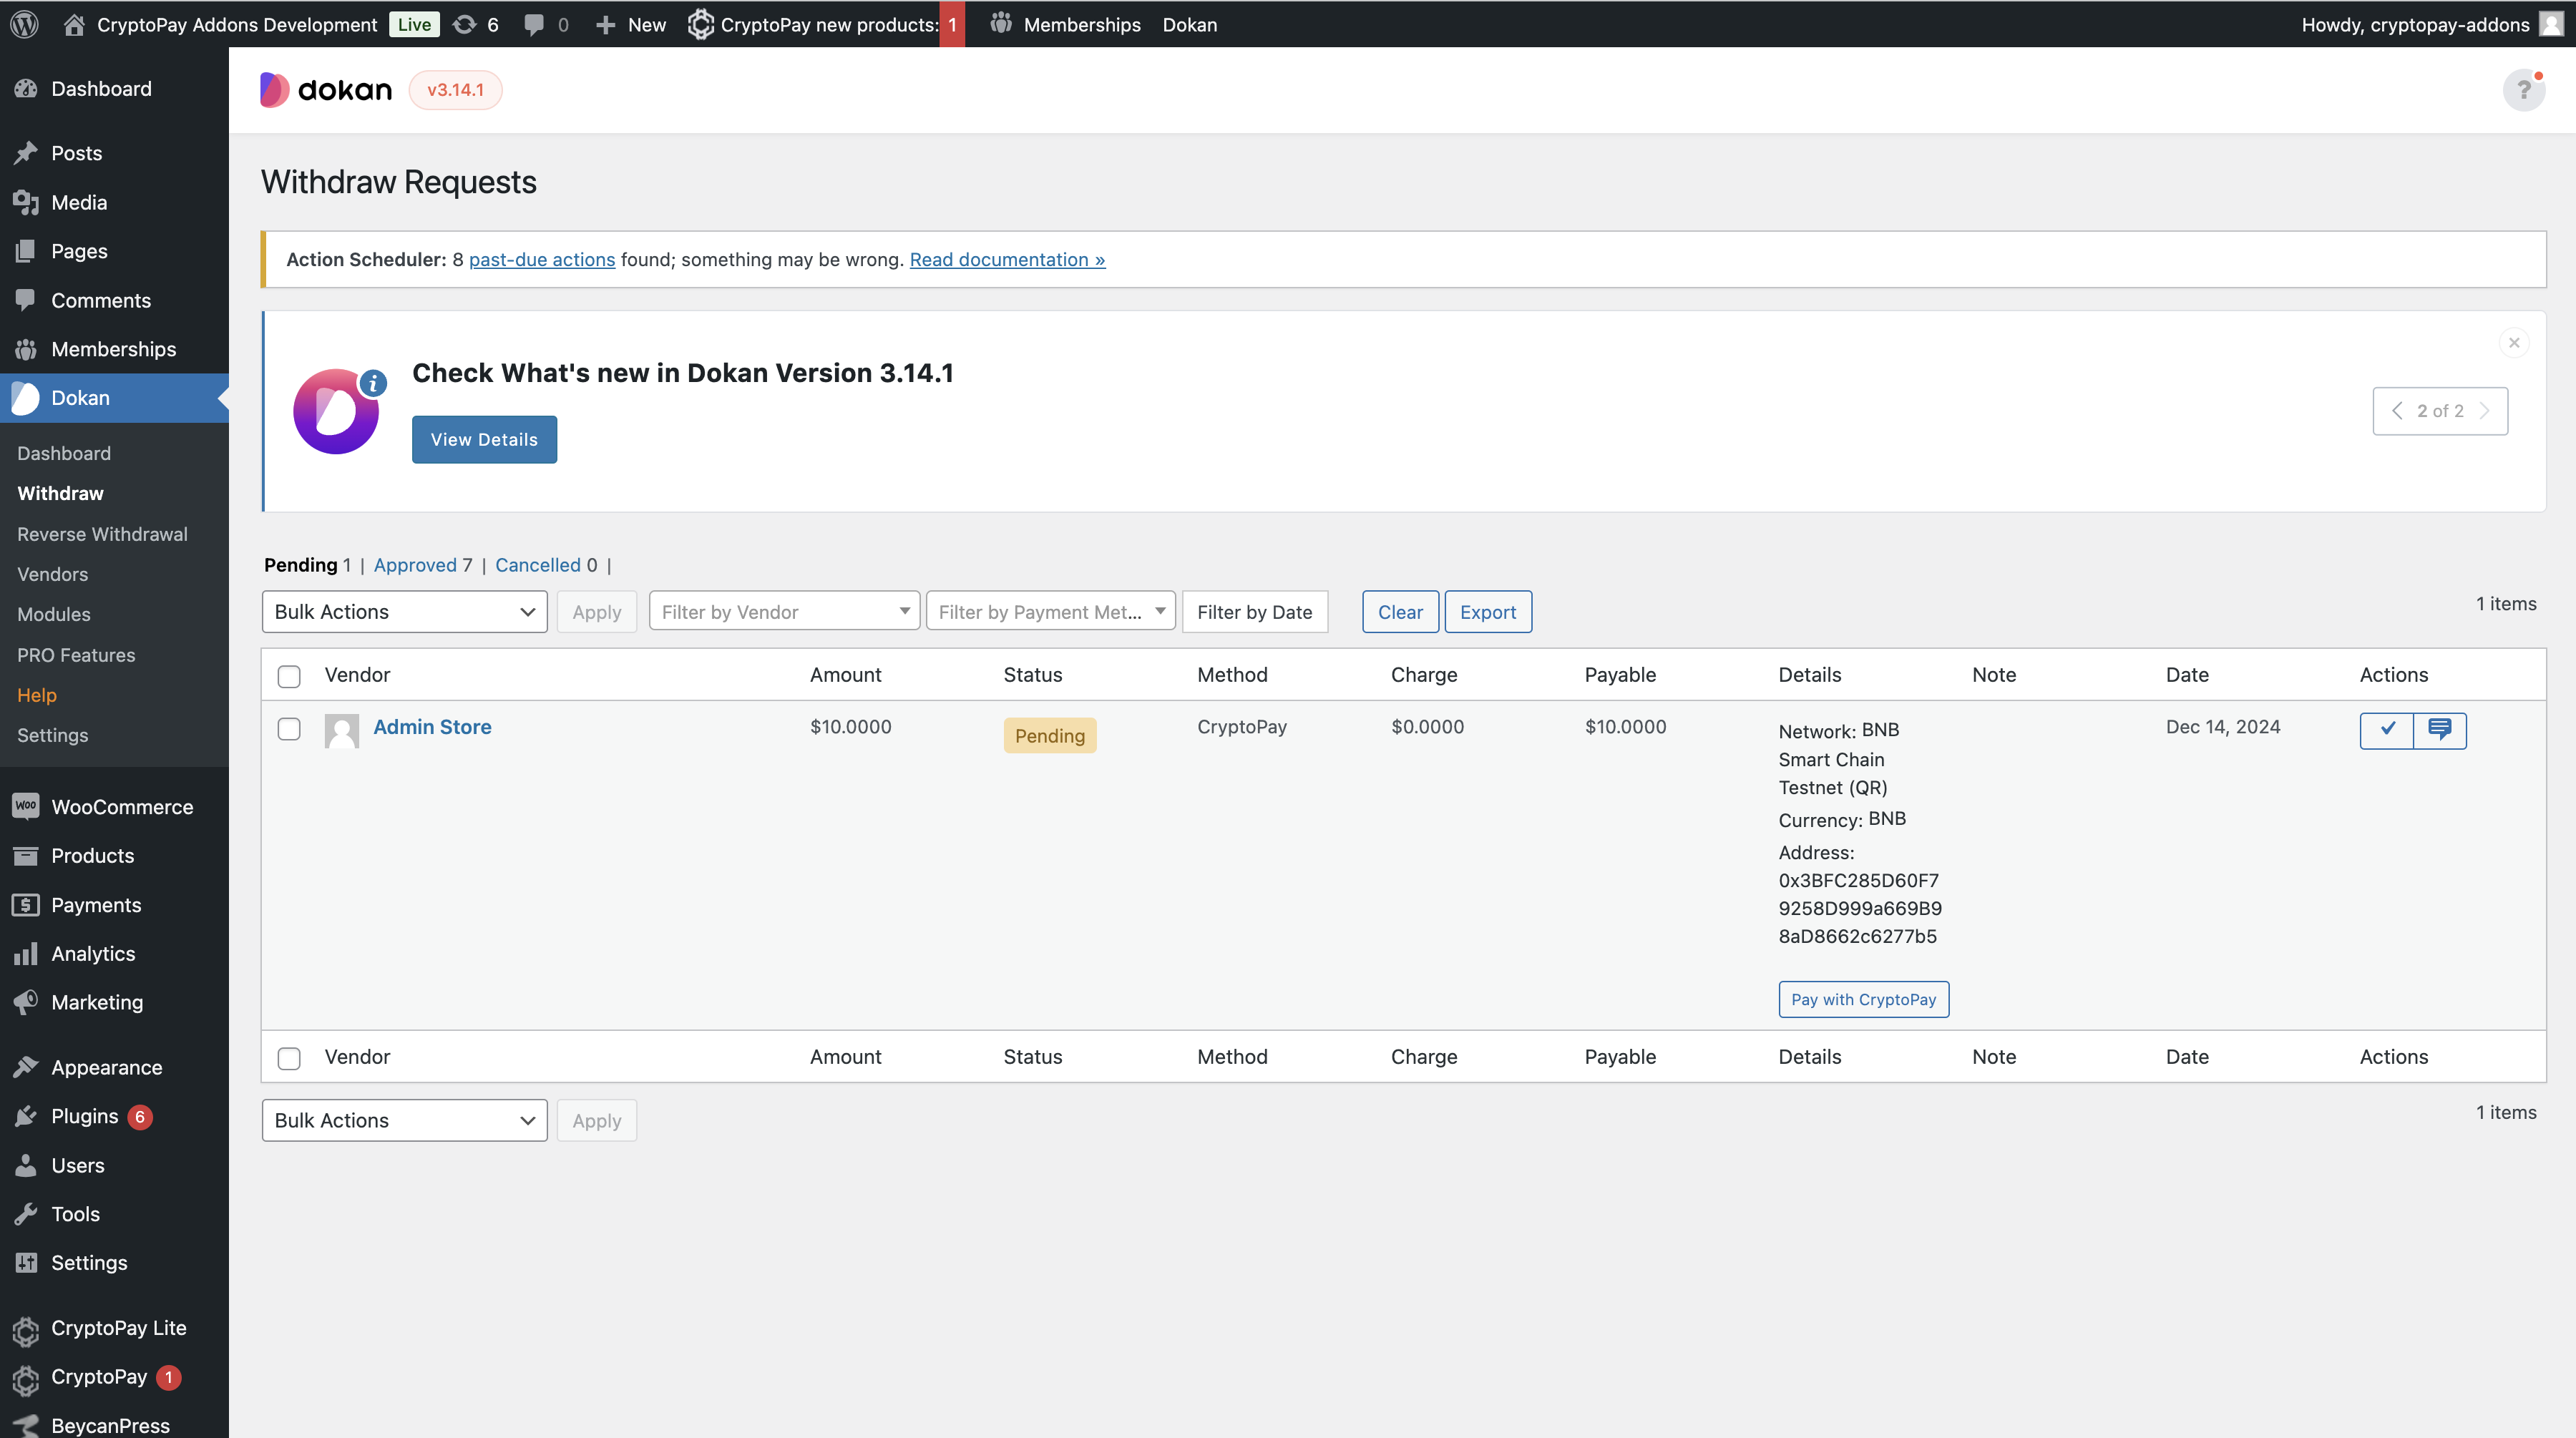 CryptoPay Addons Development Live 6 0 New CryptoPay new products: 1 Memberships Dokan Howdy, cryptopay-addons
Dashboard
Posts
Media
Pages
Comments
Memberships
Dokan
Dashboard
Withdraw
Reverse Withdrawal
Vendors
Modules
PRO Features
Help
Settings
WooCommerce
Products
Payments
Analytics
Marketing
Appearance
Plugins 6
Users
Tools
Settings
CryptoPay Lite
CryptoPay 1
BeycanPress
dokan v3.14.1 ?
Withdraw Requests
Action Scheduler: 8 past-due actions found; something may be wrong. Read documentation »
Check What's new in Dokan Version 3.14.1
View Details
2 of 2
Pending 1 | Approved 7 | Cancelled 0 |
Bulk Actions Apply Filter by Vendor Filter by Payment Met... Filter by Date Clear Export 1 items
Vendor Amount Status Method Charge Payable Details Note Date Actions
Admin Store $10.0000 Pending CryptoPay $0.0000 $10.0000 Network: BNB Dec 14, 2024
Smart Chain
Testnet (QR)
Currency: BNB
Address:
0x3BFC285D60F7
9258D999a669B9
8aD8662c6277b5
Pay with CryptoPay
Vendor Amount Status Method Charge Payable Details Note Date Actions
Bulk Actions Apply 1 items